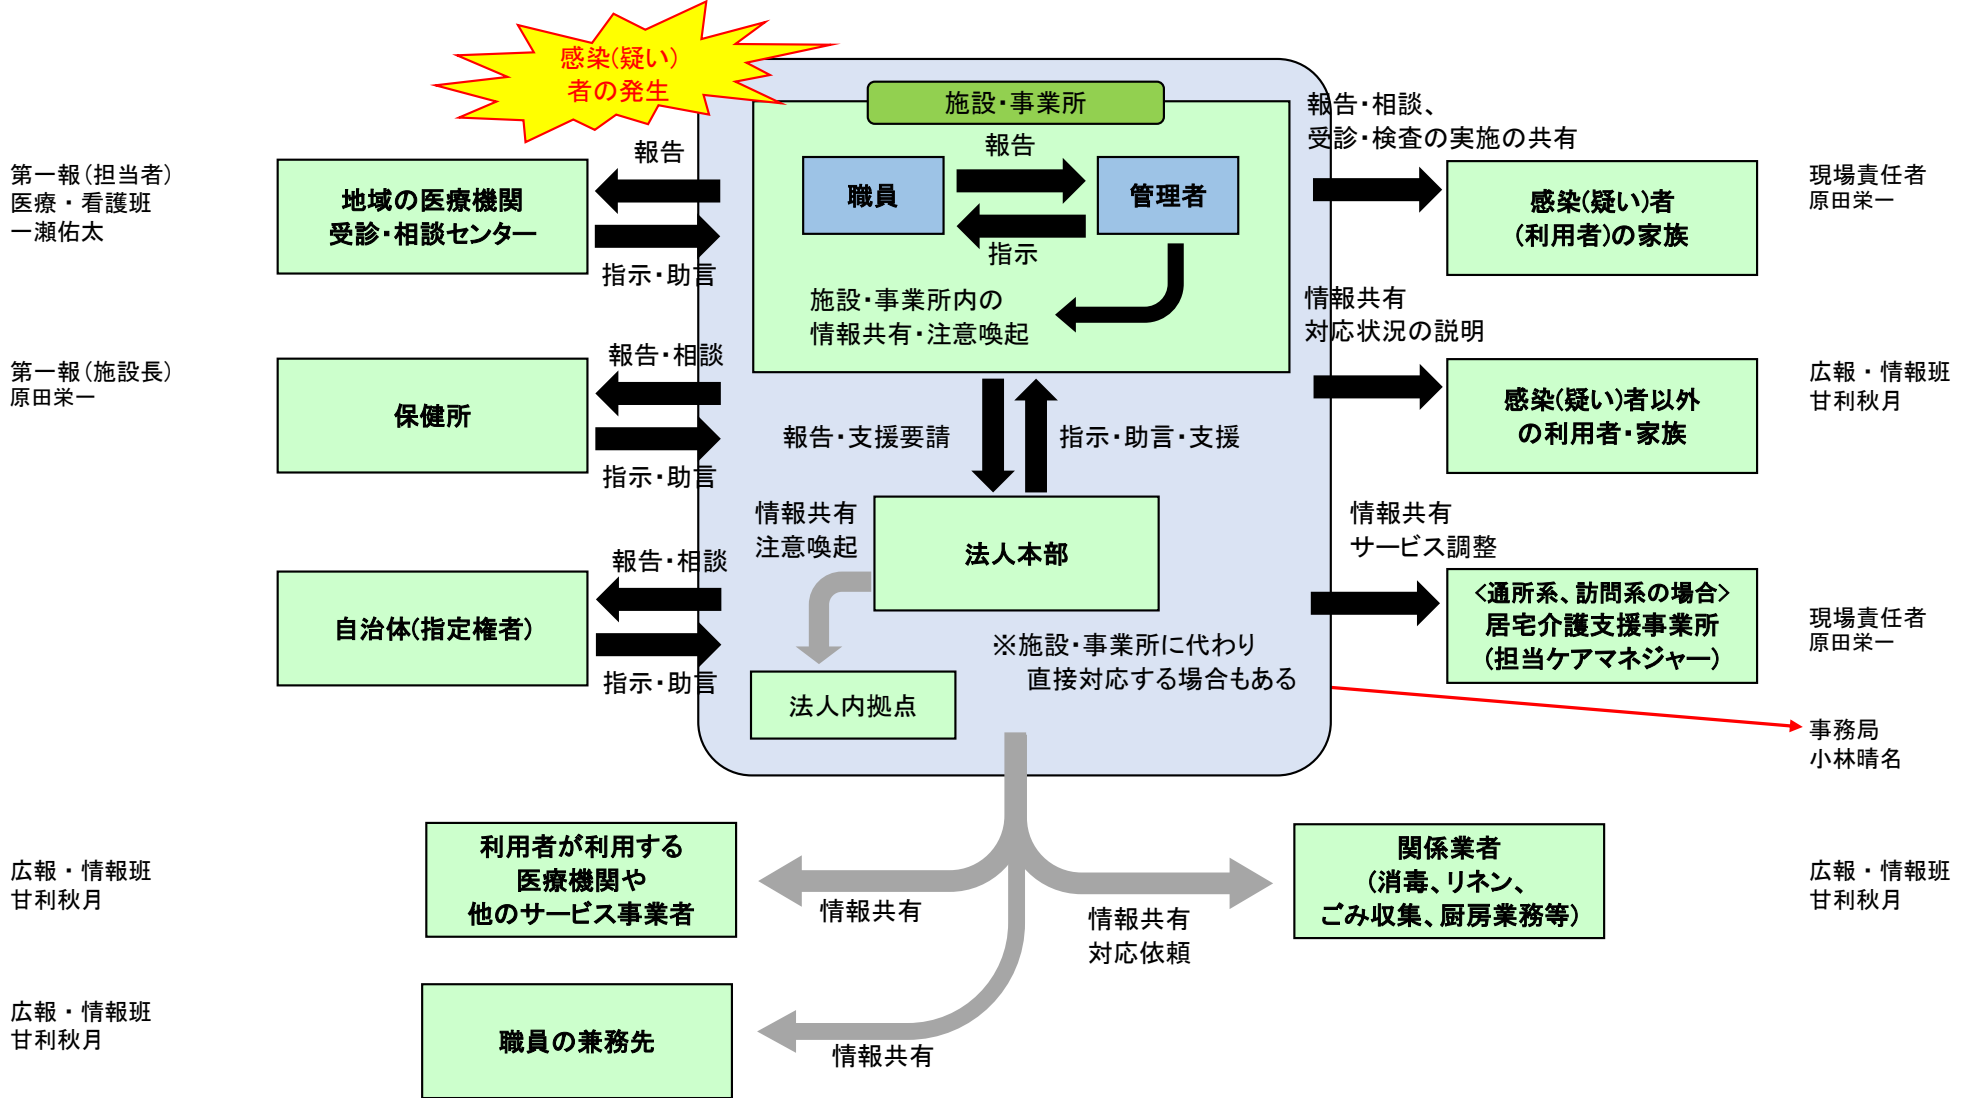 感染(疑い)
者の発生
施設・事業所
報告
職員
管理者
指示
施設・事業所内の
情報共有・注意喚起
第一報（担当者）
医療・看護班
一瀬佑太
地域の医療機関
受診・相談センター
報告
指示・助言
報告・相談、
受診・検査の実施の共有
感染(疑い)者
(利用者)の家族
現場責任者
原田栄一
第一報（施設長）
原田栄一
保健所
報告・相談
指示・助言
情報共有
対応状況の説明
感染(疑い)者以外
の利用者・家族
広報・情報班
甘利秋月
報告・支援要請
指示・助言・支援
自治体(指定権者)
報告・相談
指示・助言
情報共有
注意喚起
法人本部
※施設・事業所に代わり
直接対応する場合もある
法人内拠点
情報共有
サービス調整
<通所系、訪問系の場合>
居宅介護支援事業所
(担当ケアマネジャー)
現場責任者
原田栄一
事務局
小林晴名
広報・情報班
甘利秋月
利用者が利用する
医療機関や
他のサービス事業者
情報共有
情報共有
対応依頼
関係業者
(消毒、リネン、
ごみ収集、厨房業務等)
広報・情報班
甘利秋月
広報・情報班
甘利秋月
職員の兼務先
情報共有